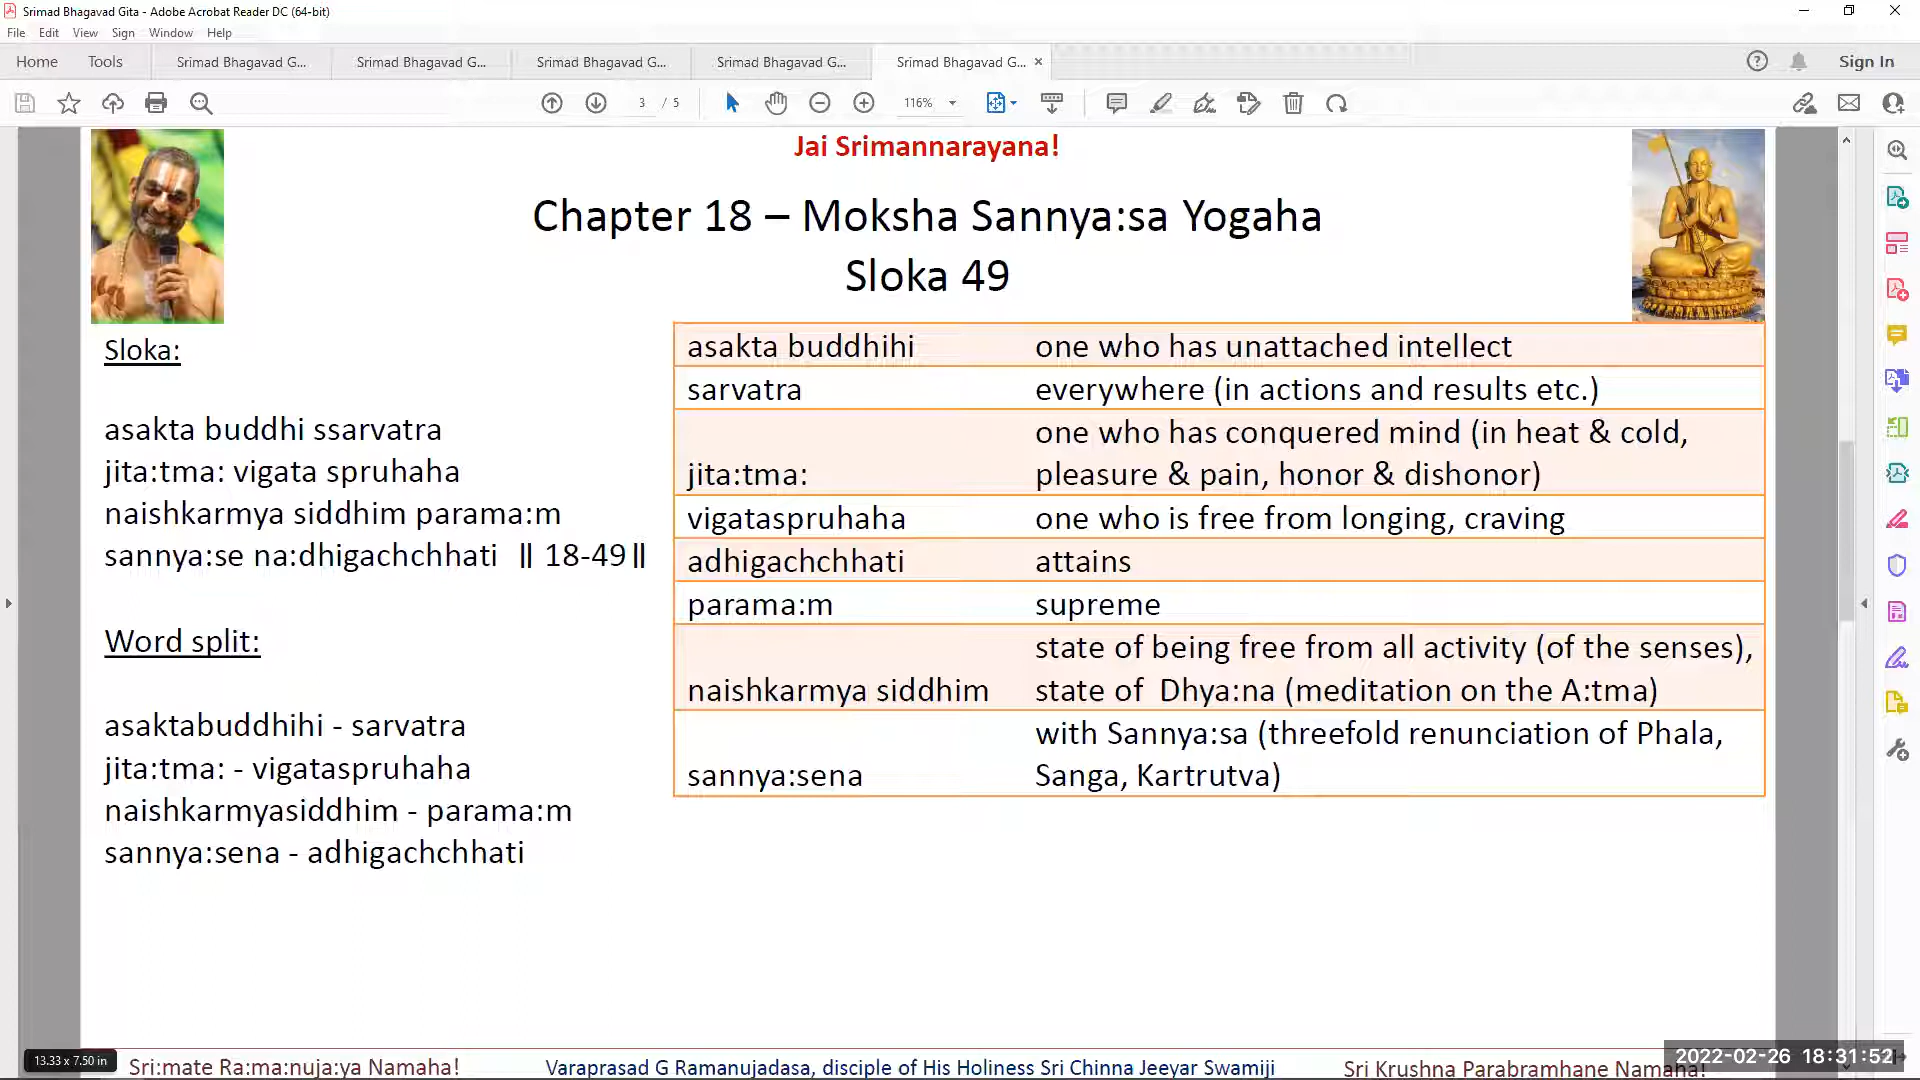 Srimad Bhagavad Gita - Adobe Acrobat Reader DC (64-bit)
File Edit View Sign Window Help
Home Tools Srimad Bhagavad G... Srimad Bhagavad G... Srimad Bhagavad G... Srimad Bhagavad G... Srimad Bhagavad G... × Sign In
3 / 5 116%
Jai Srimannarayana!
Chapter 18 – Moksha Sannya:sa Yogaha
Sloka 49
Sloka:
asakta buddhi ssarvatra
jita:tma: vigata spruhaha
naishkarmya siddhim parama:m
sannya:se na:dhigachchhati ǁ 18-49ǁ
Word split:
asaktabuddhihi - sarvatra
jita:tma: - vigataspruhaha
naishkarmyasiddhim - parama:m
sannya:sena - adhigachchhati
asakta buddhihi one who has unattached intellect
sarvatra everywhere (in actions and results etc.)
one who has conquered mind (in heat & cold,
jita:tma: pleasure & pain, honor & dishonor)
vigataspruhaha one who is free from longing, craving
adhigachchhati attains
parama:m supreme
state of being free from all activity (of the senses),
naishkarmya siddhim state of Dhya:na (meditation on the A:tma)
with Sannya:sa (threefold renunciation of Phala,
sannya:sena Sanga, Kartrutva)
13.33 x 7.50 in
Sri:mate Ra:ma:nuja:ya Namaha! Varaprasad G Ramanujadasa, disciple of His Holiness Sri Chinna Jeeyar Swamiji Sri Krushna Parabramhane Namaha!
2022-02-26 18:31:52